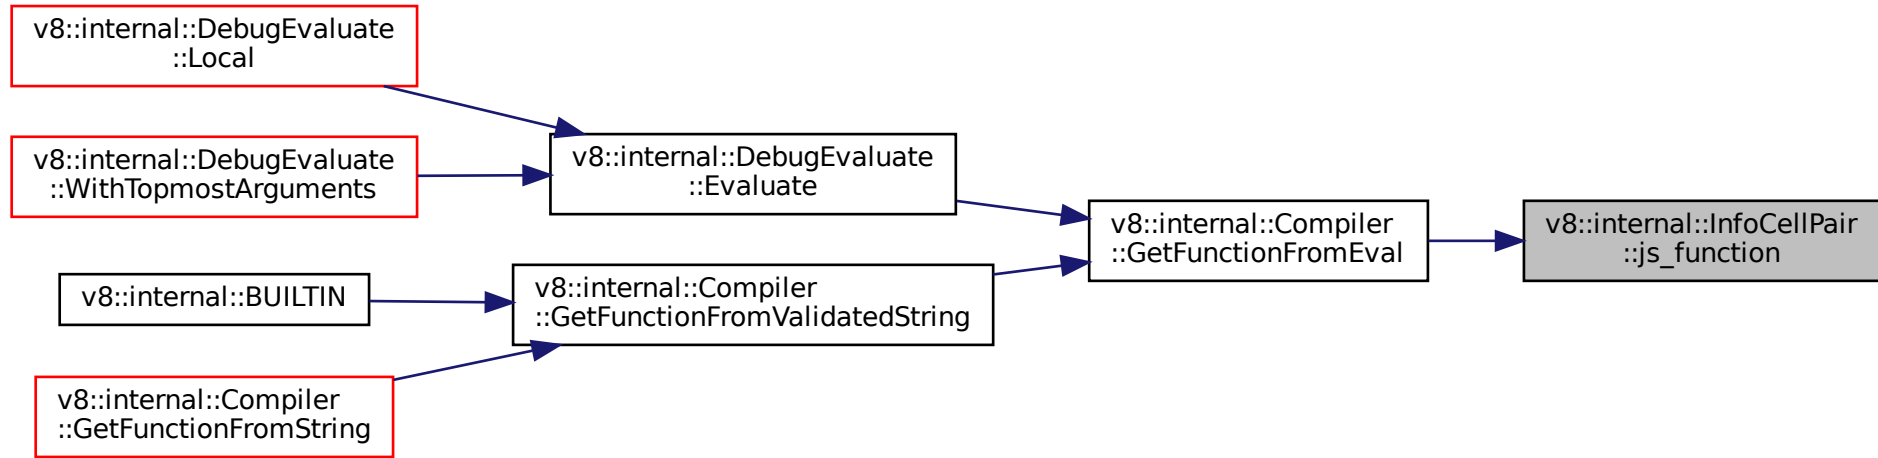 v8::internal::DebugEvaluate
::Local
v8::internal::DebugEvaluate
::WithTopmostArguments
v8::internal::BUILTIN
v8::internal::Compiler
::GetFunctionFromString
v8::internal::DebugEvaluate
::Evaluate
v8::internal::Compiler
::GetFunctionFromValidatedString
v8::internal::Compiler
::GetFunctionFromEval
v8::internal::InfoCellPair
::js_function